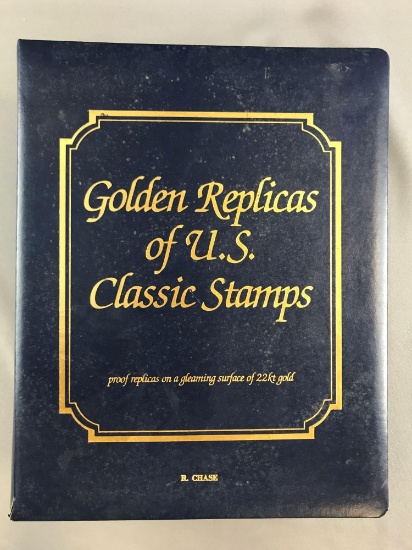 Golden Replicas
of U.S.
Classic Stamps
proof replicas on a gleaming surface of 22kt gold
B. CHASE